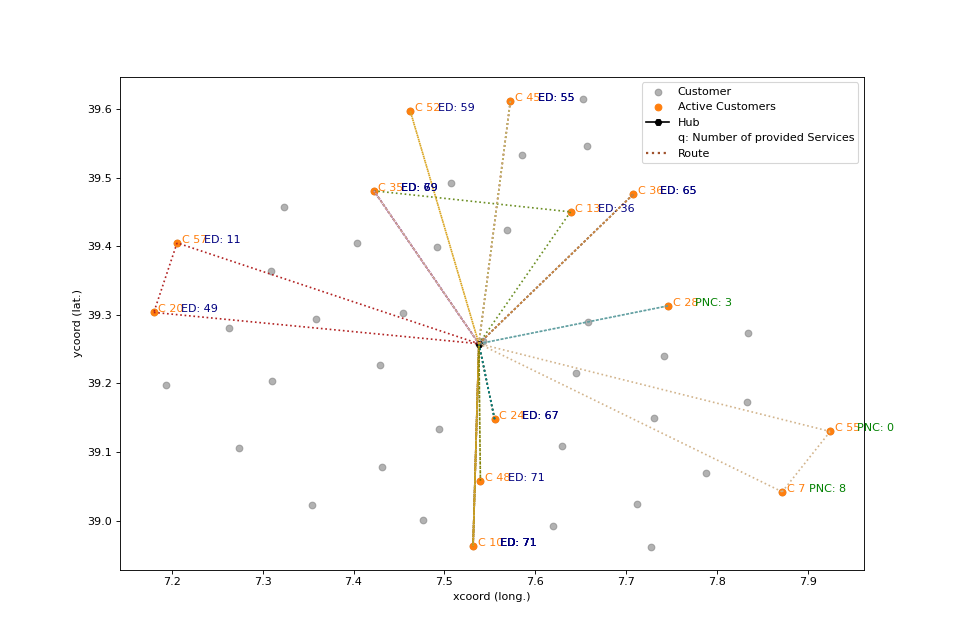 Customer
Active Customers
Hub
q: Number of provided Services
Route
39.6
39.5
39.4
39.3
39.2
39.1
39.0
ycoord (lat.)
C 52 ED: 59
C 45 ED: 55
C 35 ED: 69
C 36 ED: 65
C 13 ED: 36
C 57 ED: 11
C 20 ED: 49
C 28 PNC: 3
C 24 ED: 67
C 55 PNC: 0
C 48 ED: 71
C 7 PNC: 8
C 10 ED: 71
7.2 7.3 7.4 7.5 7.6 7.7 7.8 7.9
xcoord (long.)